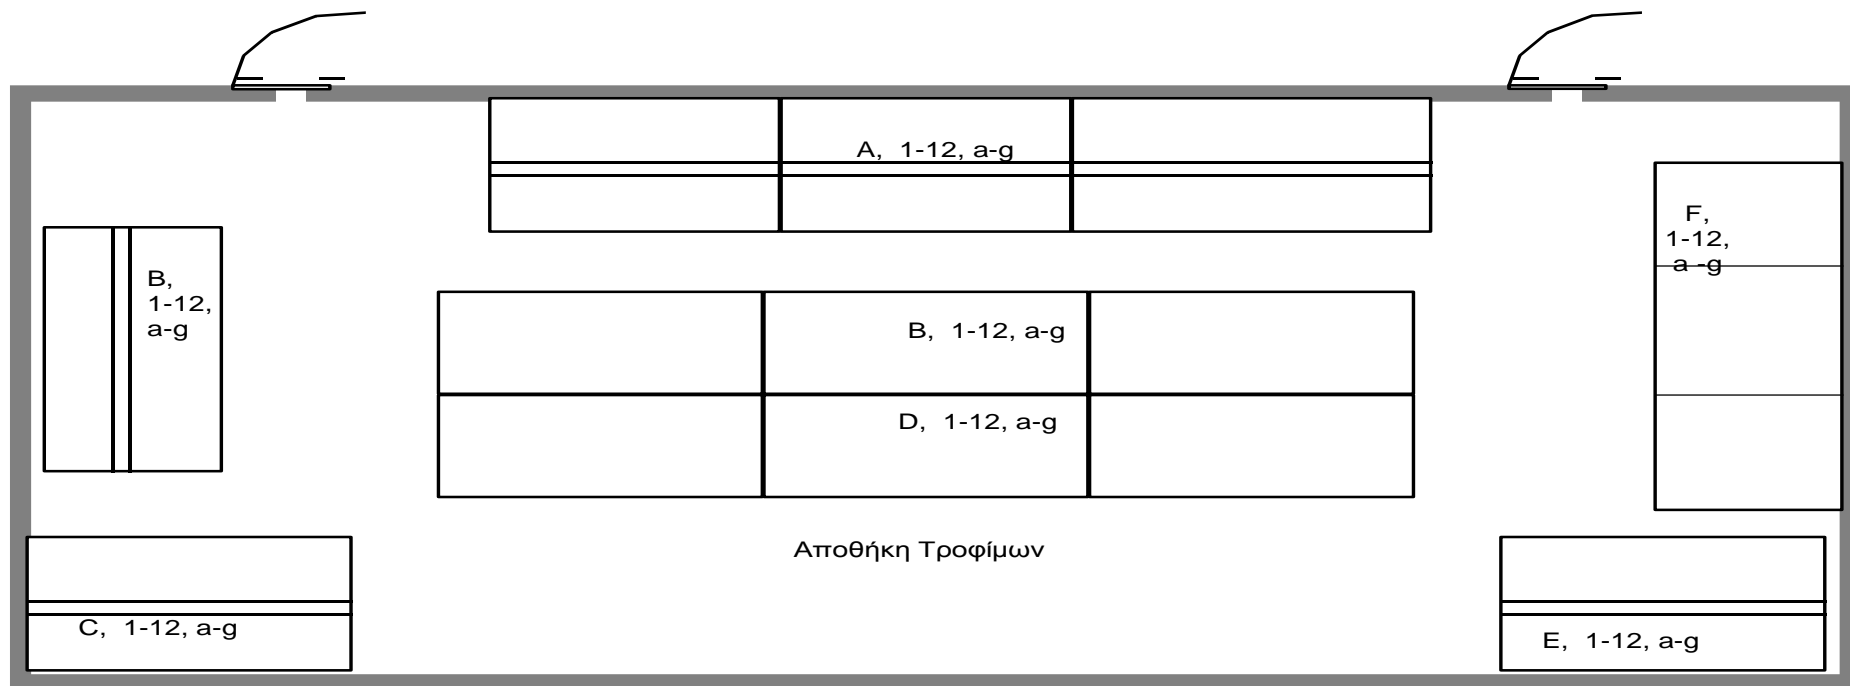 A, 1-12, a-g
F,
1-12,
a -g
B,
1-12,
a-g
B, 1-12, a-g
D, 1-12, a-g
Αποθήκη Τροφίμων
C, 1-12, a-g
E, 1-12, a-g